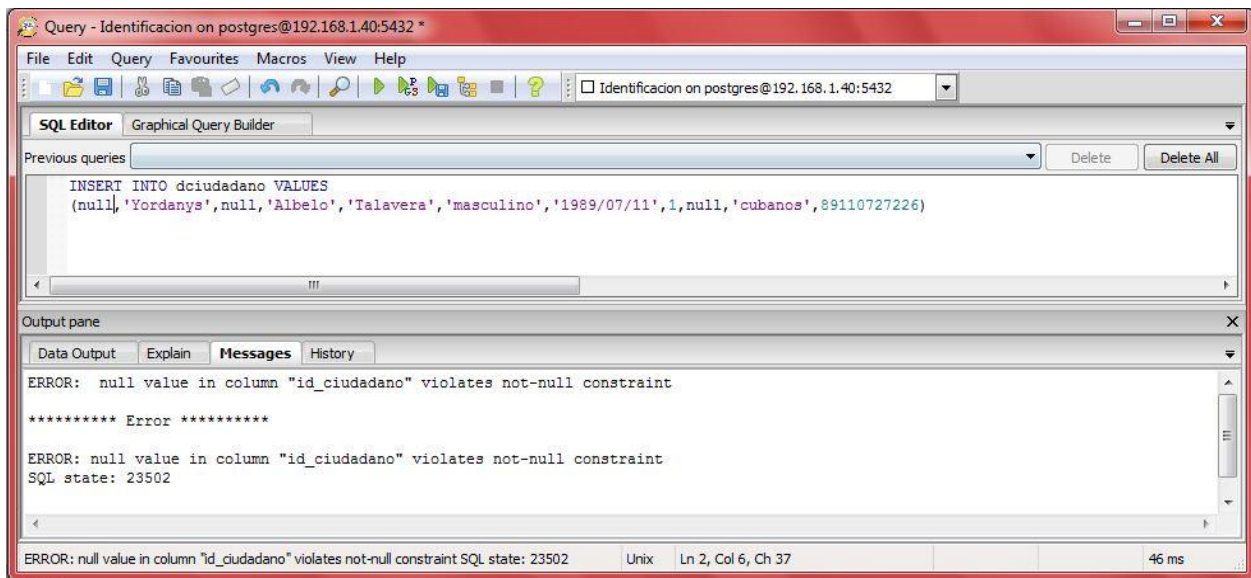 Query - Identificacion on postgres@192.168.1.40:5432 *
File Edit Query Favourites Macros View Help
Identificacion on postgres@192.168.1.40:5432
SQL Editor Graphical Query Builder
Previous queries Delete Delete All
INSERT INTO dciudadano VALUES
(null,'Yordanys',null,'Albelo','Talavera','masculino','1989/07/11',1,null,'cubanos',89110727226)
Output pane
Data Output Explain Messages History
ERROR:  null value in column "id_ciudadano" violates not-null constraint
********** Error **********
ERROR: null value in column "id_ciudadano" violates not-null constraint
SQL state: 23502
ERROR: null value in column "id_ciudadano" violates not-null constraint SQL state: 23502 Unix Ln 2, Col 6, Ch 37 46 ms